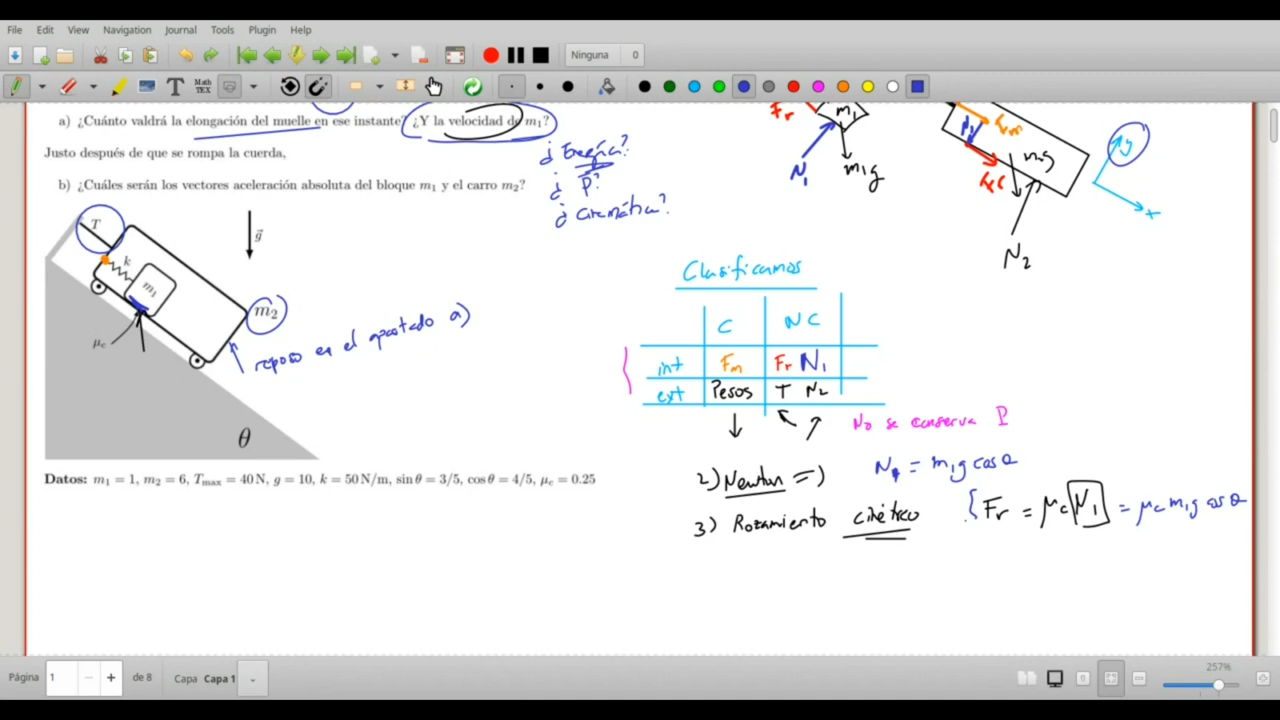 File Edit View Navigation Journal Tools Plugin Help
Ninguna 0
T Math TEX
a) ¿Cuánto valdrá la elongación del muelle en ese instante? ¿Y la velocidad de m₁?
Justo después de que se rompa la cuerda,
b) ¿Cuáles serán los vectores aceleración absoluta del bloque m₁ y el carro m₂?
¿ Energía?
¿ P?
¿ Cinemática?
Fr m₁
N₁ m₁g
m₂g
y
x
N₂
T
k
m₁
g⃗
m₂
μc
reposo en el apartado a)
θ
Clasificamos
C NC
int Fm Fr N₁
ext Pesos T N₂
No se conserva P
2) Newton =) N₁ = m₁g cos θ
3) Rozamiento cinético { Fr = μc N₁ = μc m₁g cos θ
Datos: m₁ = 1, m₂ = 6, Tmax = 40 N, g = 10, k = 50 N/m, sin θ = 3/5, cos θ = 4/5, μc = 0.25
Página 1 de 8 Capa Capa 1
257%